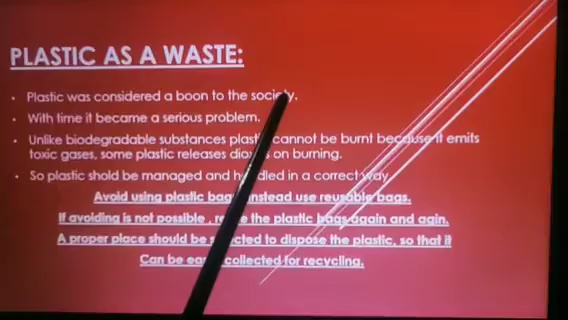 PLASTIC AS A WASTE:
Plastic was considered a boon to the society.
With time it became a serious problem.
Unlike biodegradable substances plastic cannot be burnt because it emits
toxic gases, some plastic releases on burning.
So plastic shold be managed and handled in a correct way
Avoid using plastic bags instead use reusable bags.
If avoiding is not possible , the plastic bags again and agin.
A proper place should be selected to dispose the plastic, so that it
Can be collected for recycling.